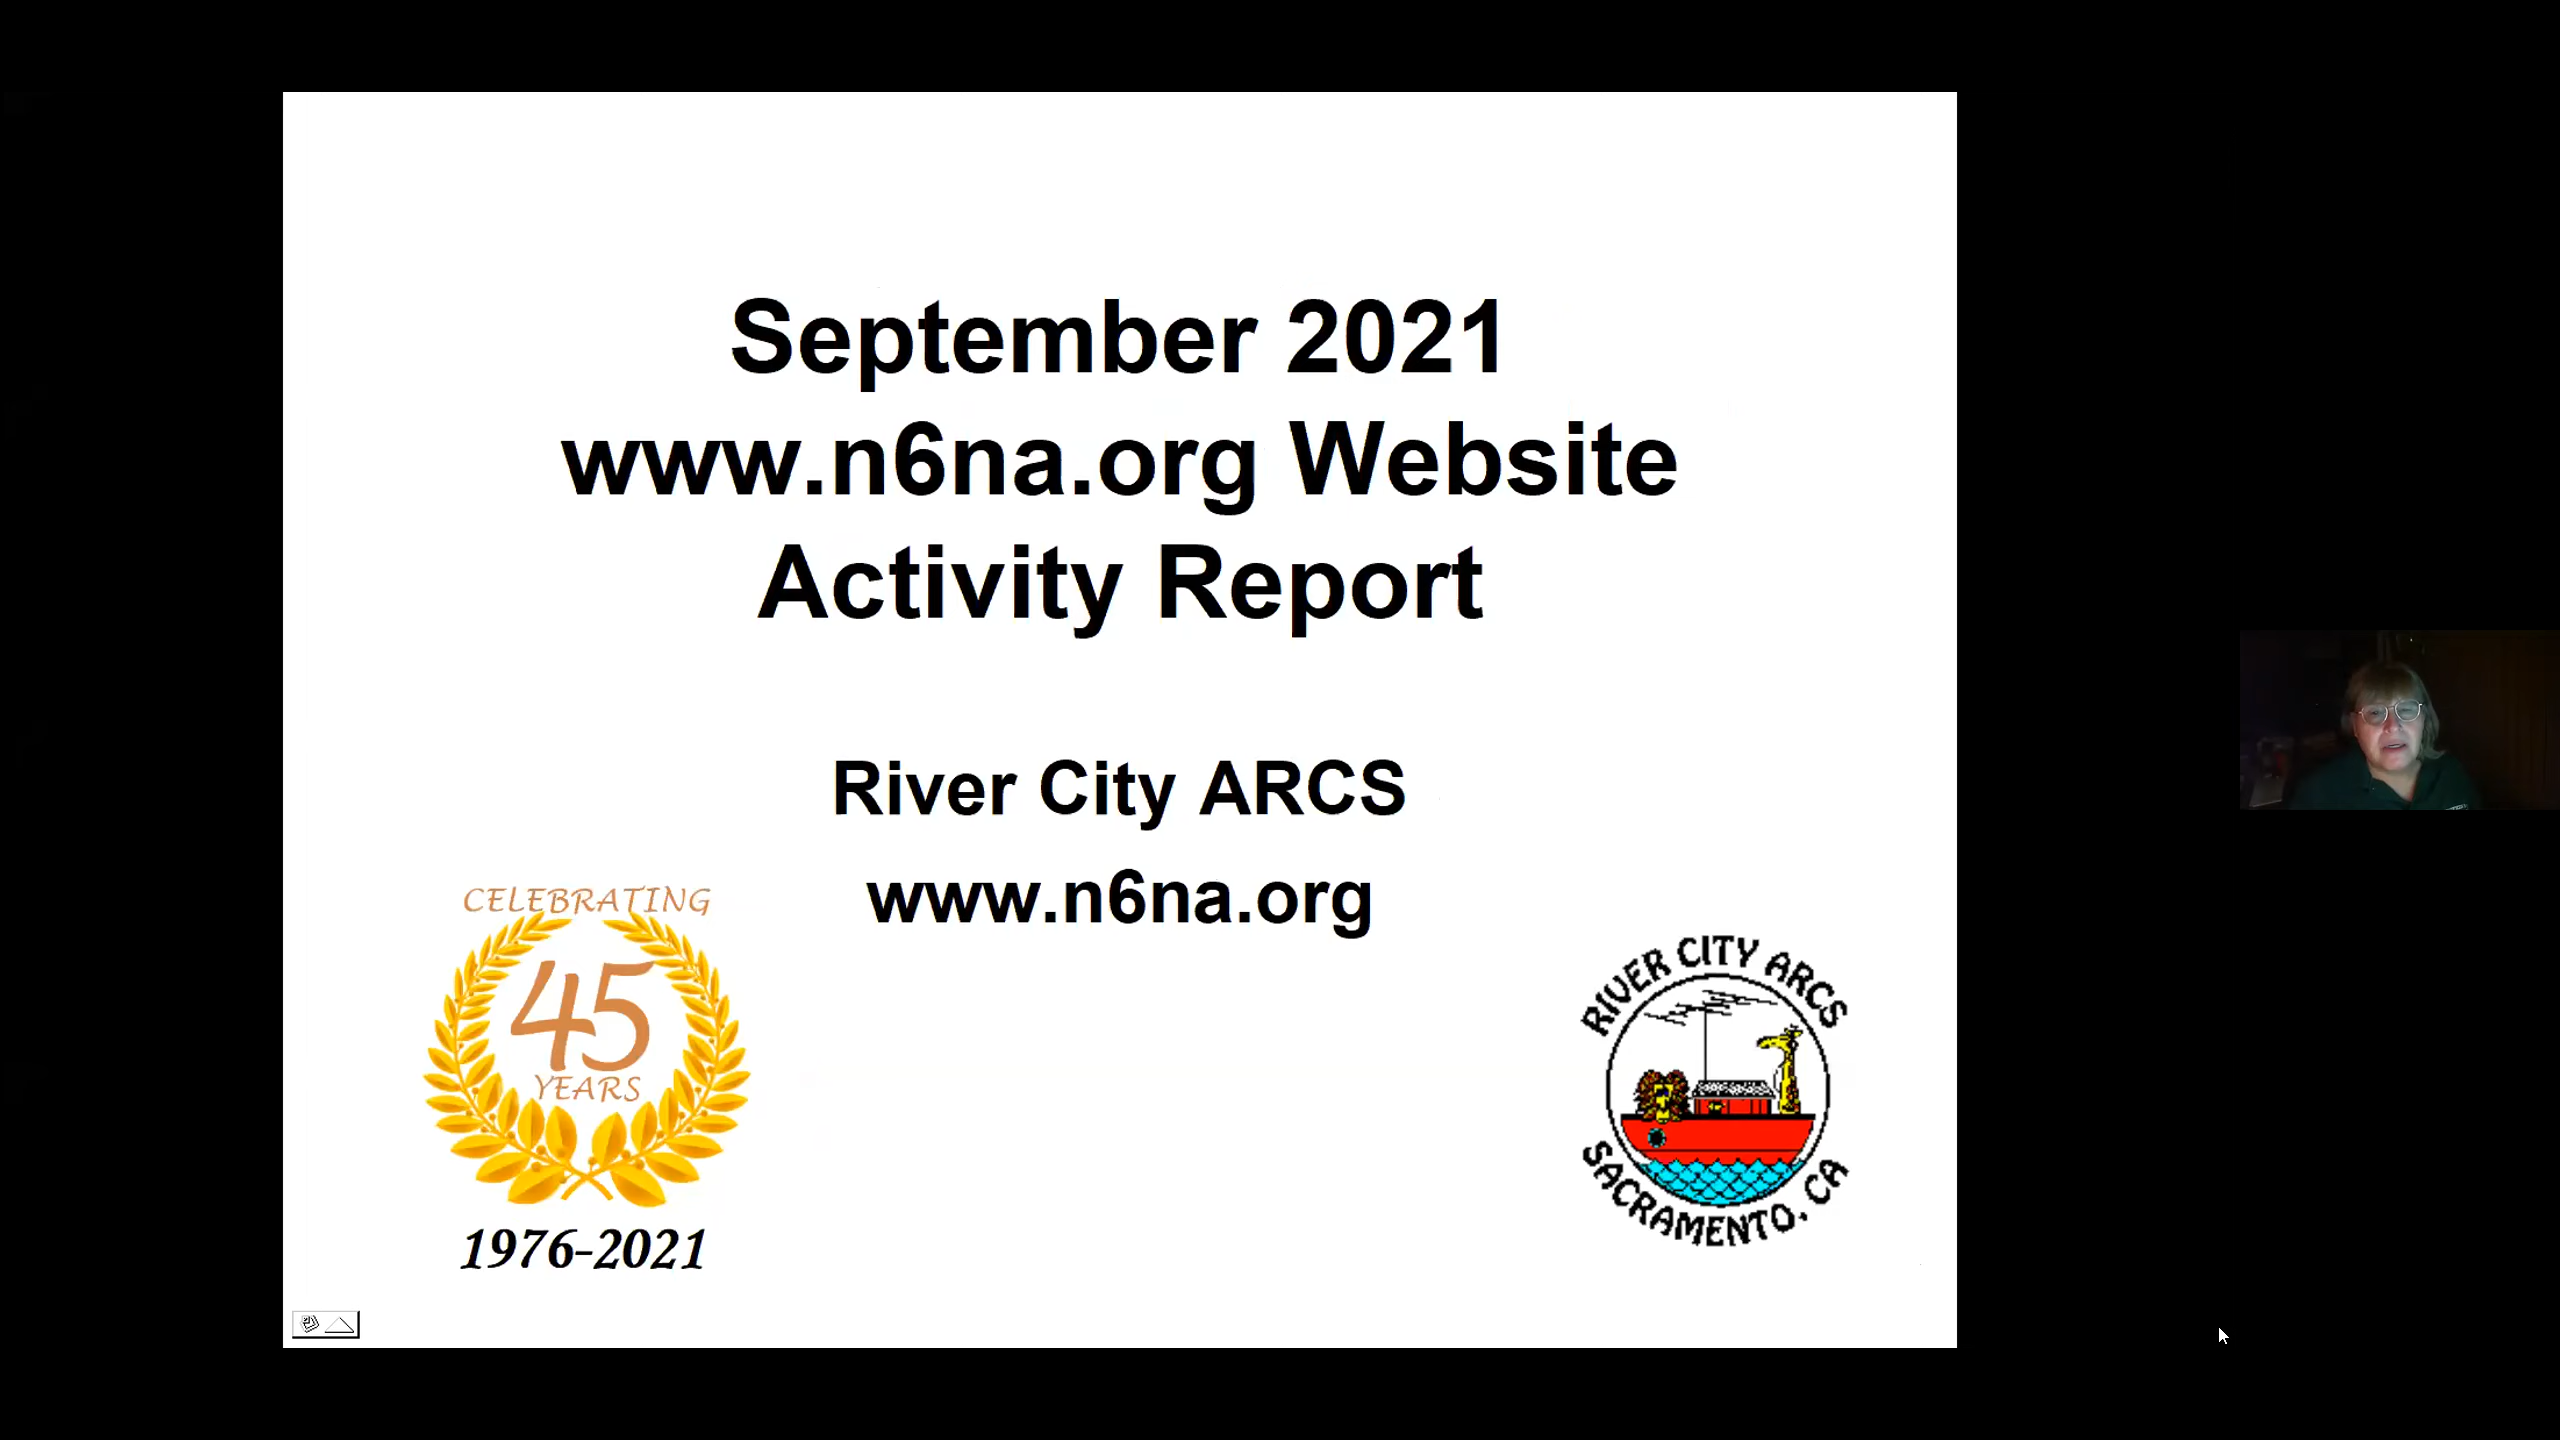 September 2021
www.n6na.org Website
Activity Report
River City ARCS
www.n6na.org
CELEBRATING
45
YEARS
1976-2021
RIVER CITY ARCS
SACRAMENTO, CA